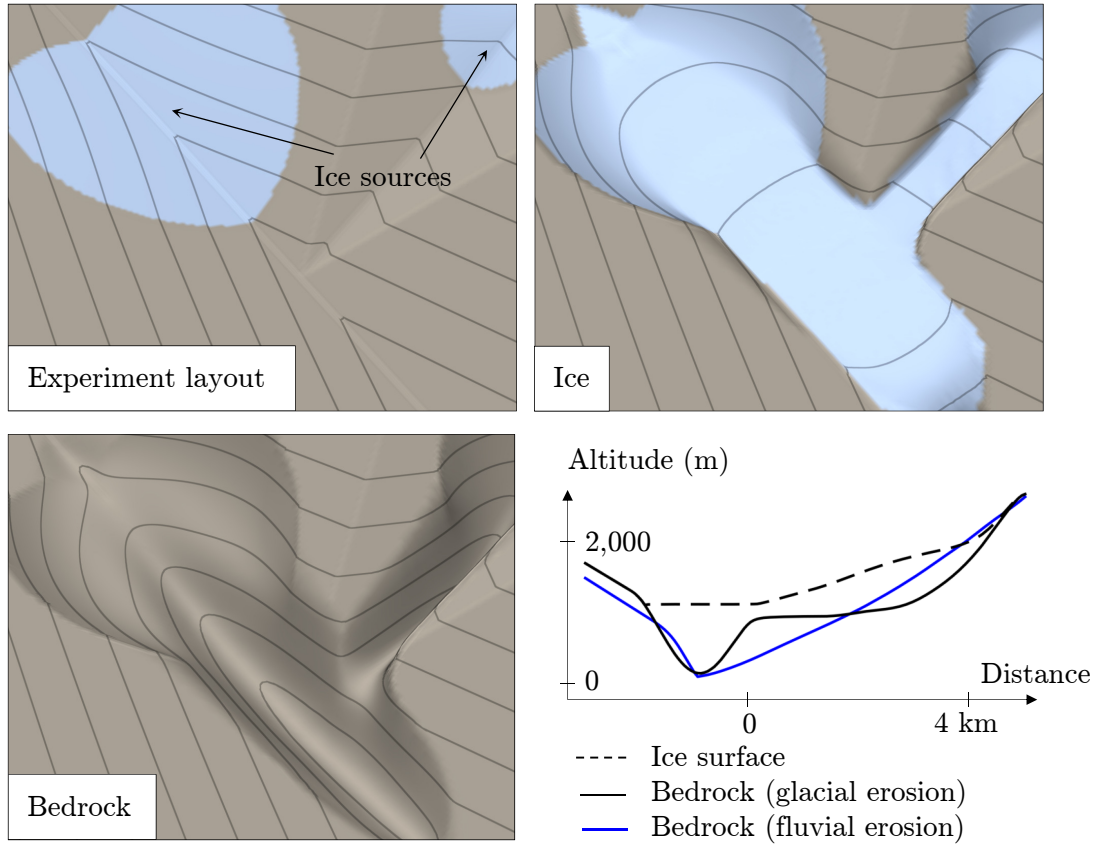 Ice sources
Experiment layout
Ice
Bedrock
Altitude (m)
2,000
0
Distance
0
4 km
Ice surface
Bedrock (glacial erosion)
Bedrock (fluvial erosion)